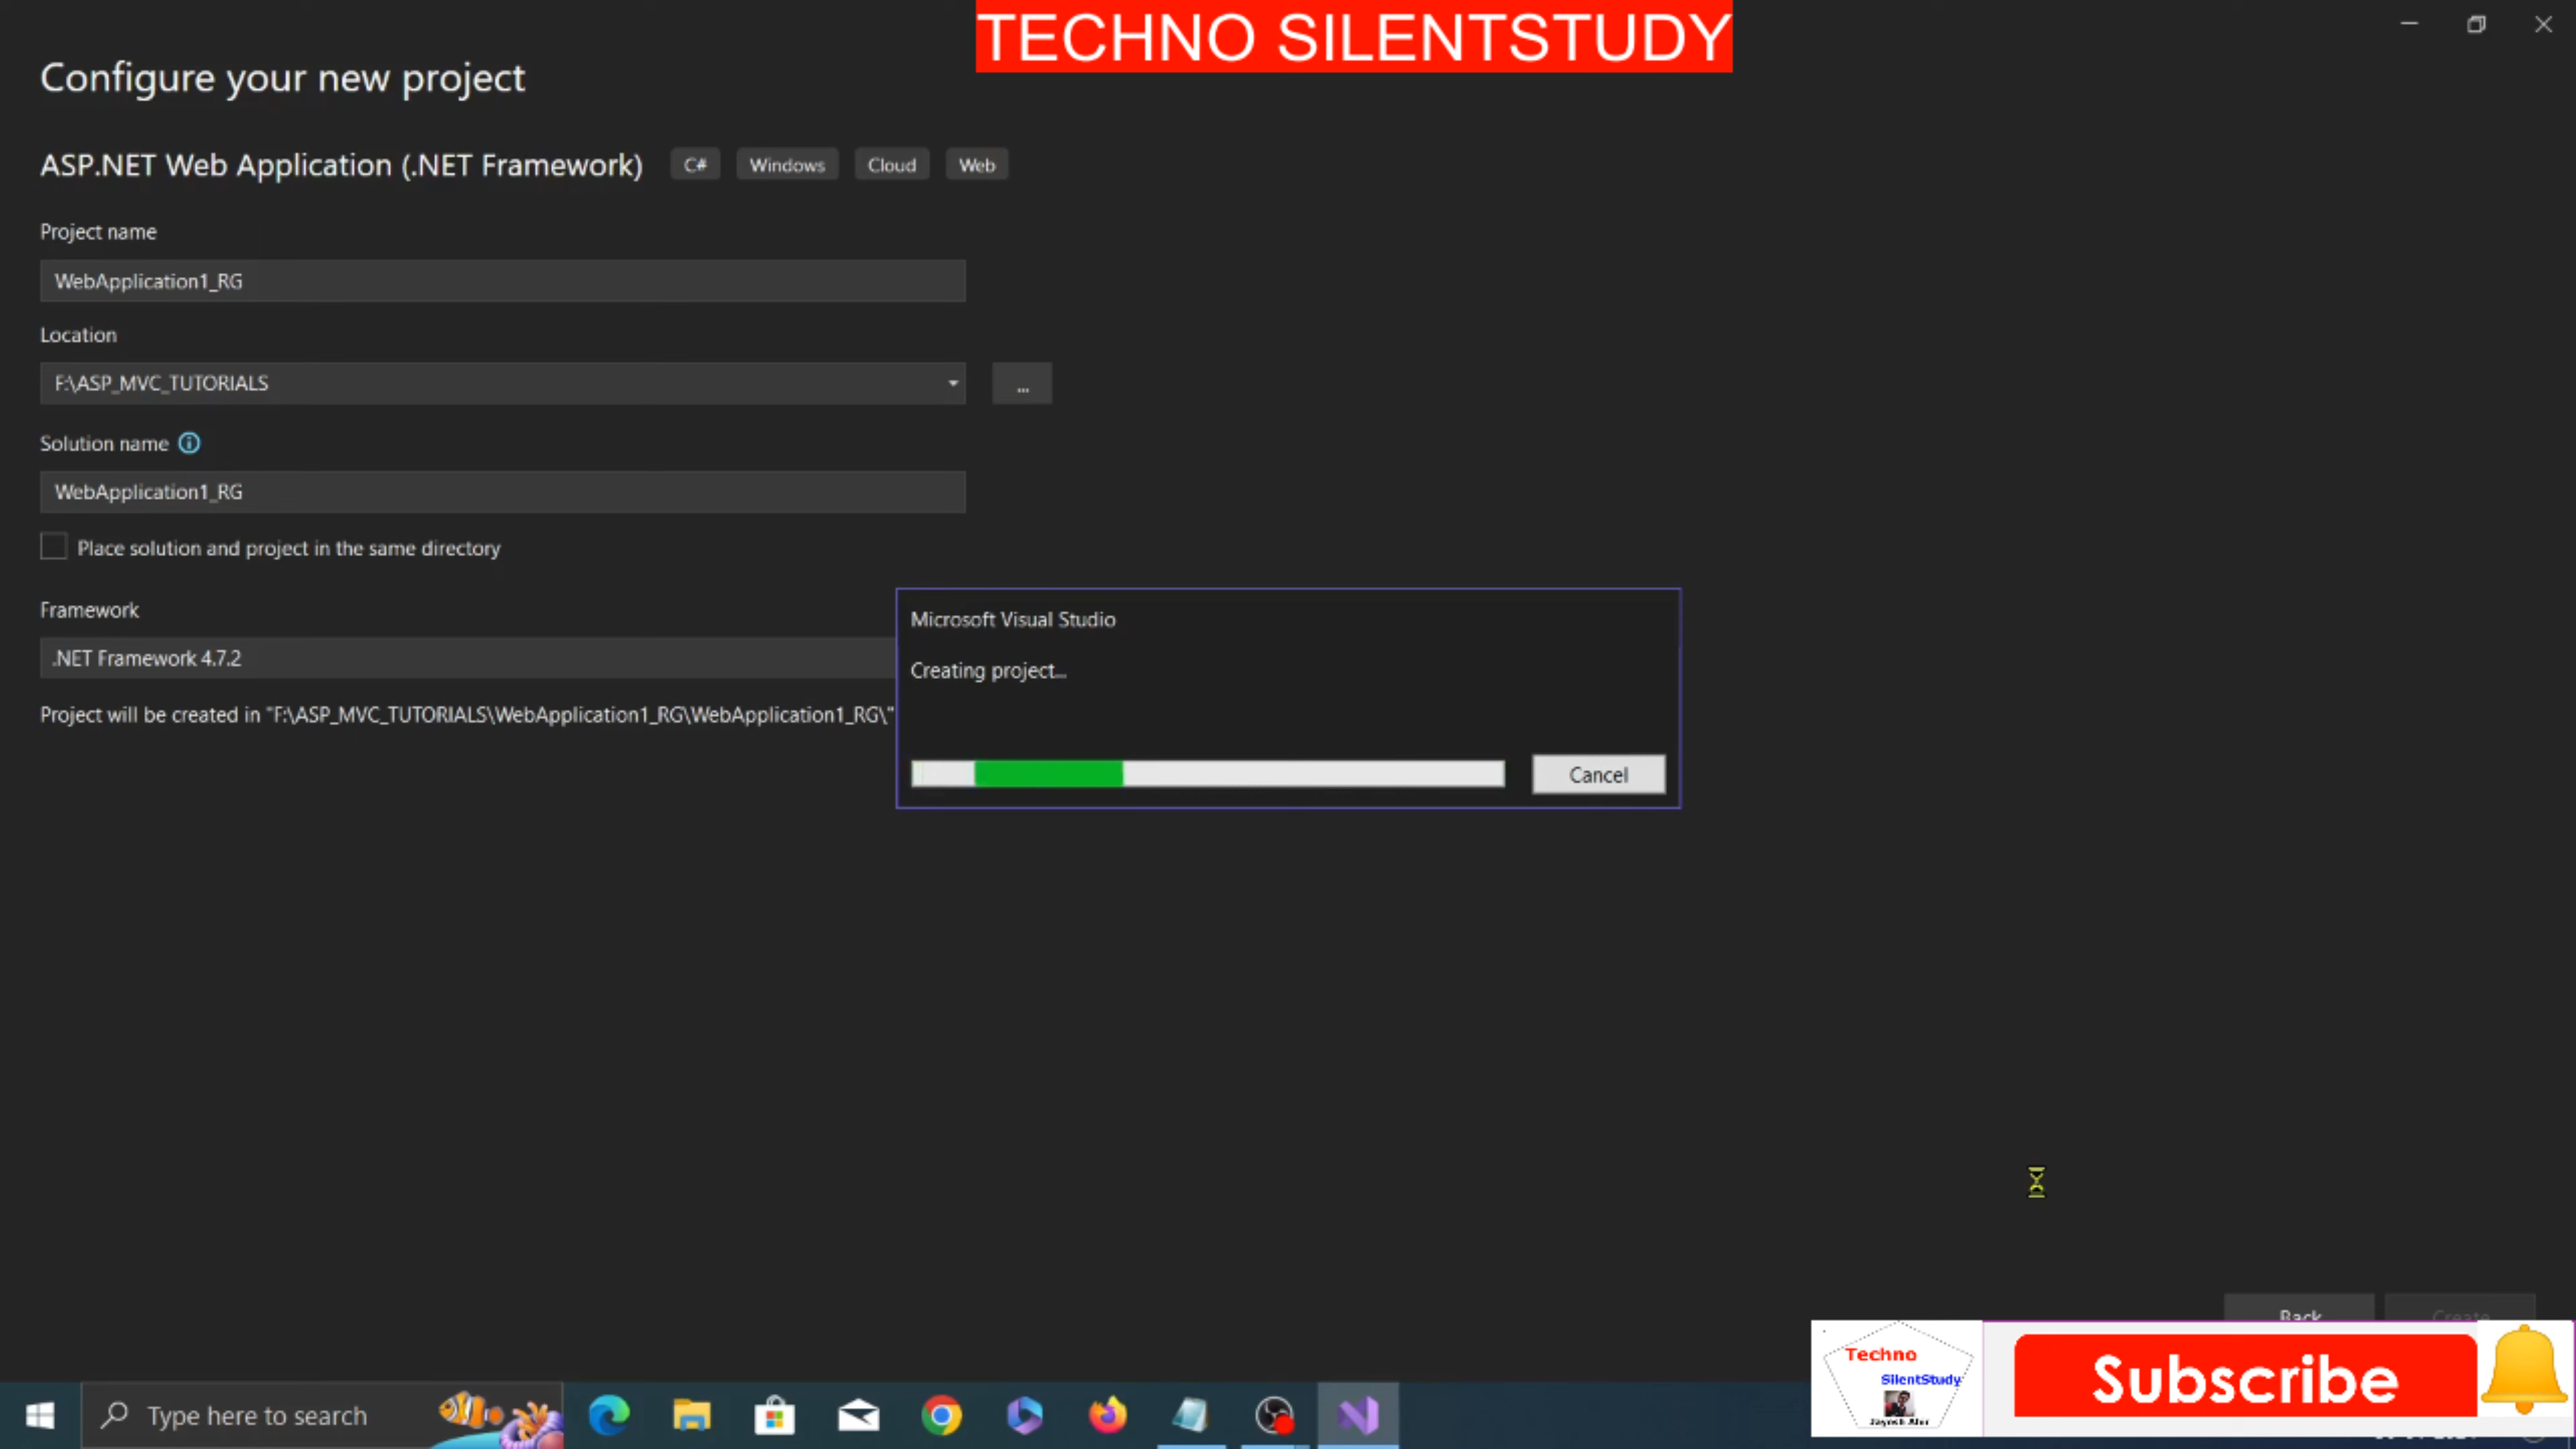 TECHNO SILENTSTUDY
Configure your new project
ASP.NET Web Application (.NET Framework) C# Windows Cloud Web
Project name
WebApplication1_RG
Location
F:\ASP_MVC_TUTORIALS
...
Solution name
WebApplication1_RG
Place solution and project in the same directory
Framework
.NET Framework 4.7.2
Project will be created in "F:\ASP_MVC_TUTORIALS\WebApplication1_RG\WebApplication1_RG\"
Microsoft Visual Studio
Creating project...
Cancel
Back Create
Techno
SilentStudy
Subscribe
Type here to search